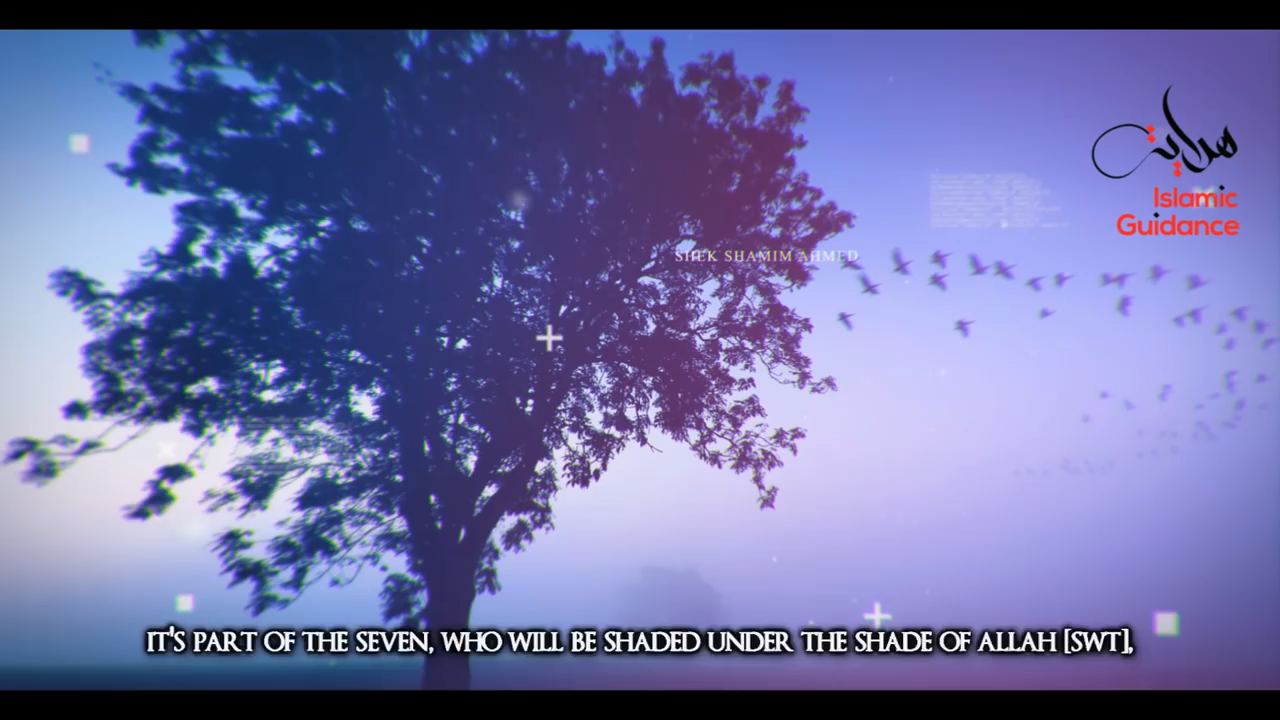 هداية
Islamic
Guidance
SHEK SHAMIM AHMED
IT'S PART OF THE SEVEN, WHO WILL BE SHADED UNDER THE SHADE OF ALLAH [SWT],